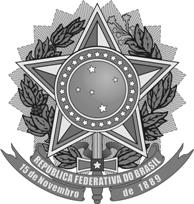 REPÚBLICA FEDERATIVA DO BRASIL
15 de Novembro de 1889